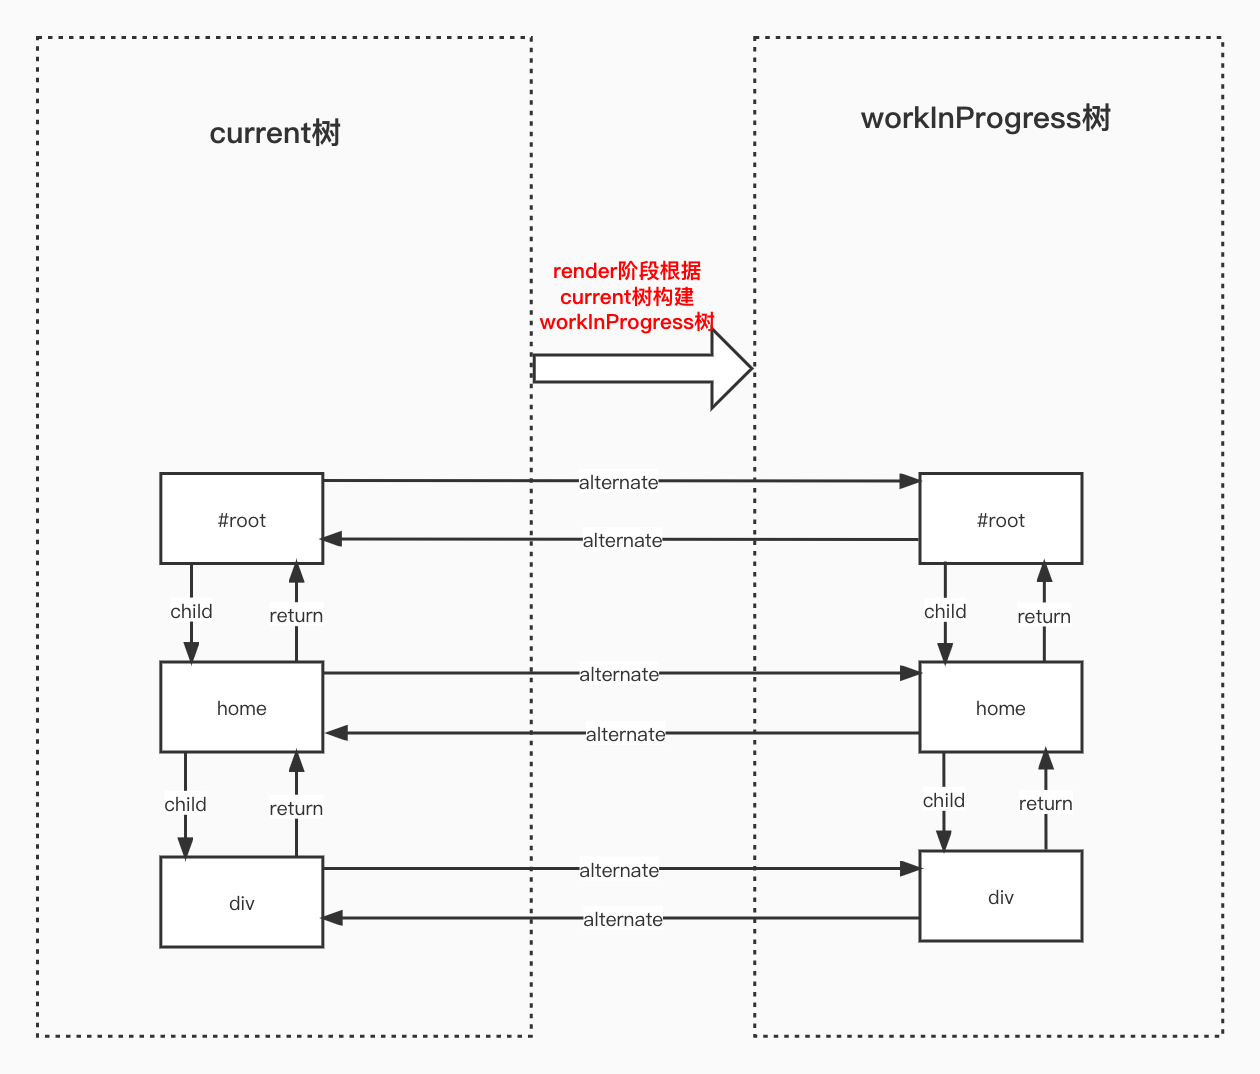 current树
workInProgress树
render阶段根据
current树构建
workInProgress树
alternate
#root
#root
alternate
child
return
child
return
alternate
home
home
alternate
child
return
child
return
alternate
div
div
alternate